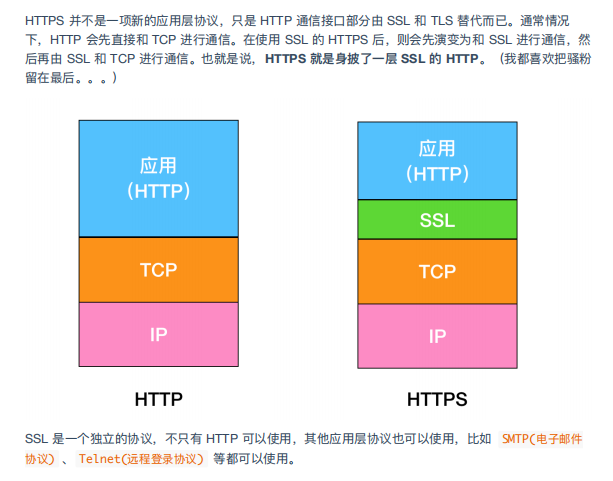 HTTPS 并不是一项新的应用层协议，只是 HTTP 通信接口部分由 SSL 和 TLS 替代而已。通常情况
下，HTTP 会先直接和 TCP 进行通信。在使用 SSL 的 HTTPS 后，则会先演变为和 SSL 进行通信，然
后再由 SSL 和 TCP 进行通信。也就是说，HTTPS 就是身披了一层 SSL 的 HTTP。（我都喜欢把骚粉
留在最后。。。）
应用
（HTTP）
TCP
IP
HTTP
应用
（HTTP）
SSL
TCP
IP
HTTPS
SSL 是一个独立的协议，不只有 HTTP 可以使用，其他应用层协议也可以使用，比如 SMTP(电子邮件
协议) 、 Telnet(远程登录协议) 等都可以使用。